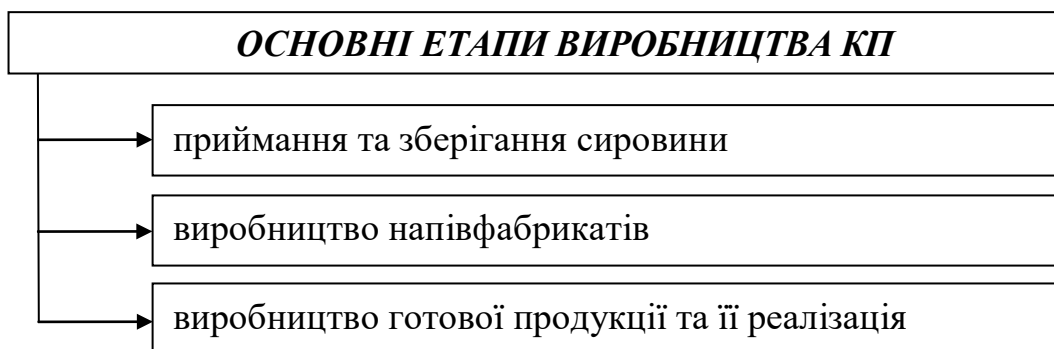 ОСНОВНІ ЕТАПИ ВИРОБНИЦТВА КП
приймання та зберігання сировини
виробництво напівфабрикатів
виробництво готової продукції та її реалізація